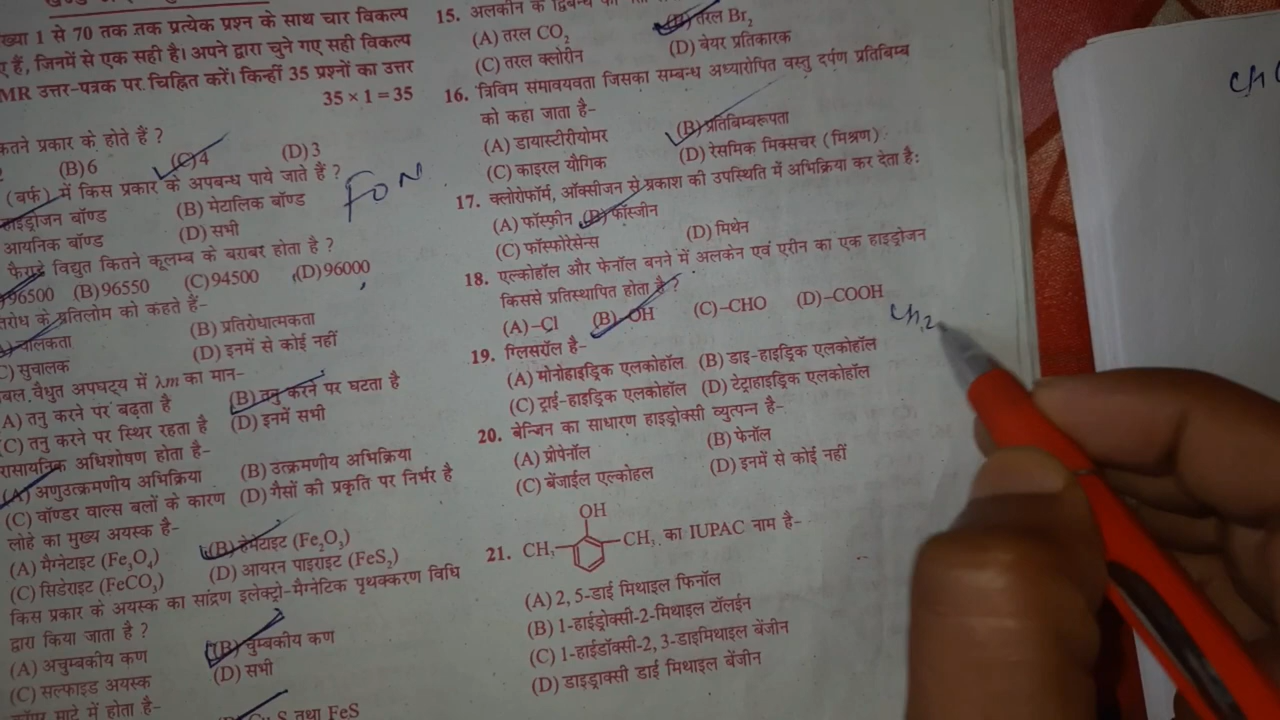 ख्या 1 से 70 तक तक प्रत्येक प्रश्न के साथ चार विकल्प
हैं, जिनमें से एक सही है। अपने द्वारा चुने गए सही विकल्प
MR उत्तर-पत्रक पर चिह्नित करें। किन्हीं 35 प्रश्नों का उत्तर
35 × 1 = 35
कितने प्रकार के होते हैं ?
(B) 6 (C) 4 (D) 3
(बर्फ) में किस प्रकार के अपबन्ध पाये जाते हैं ?
हाइड्रोजन बॉण्ड (B) मेटालिक बॉण्ड
आयनिक बॉण्ड (D) सभी
FON
फैराडे विद्युत कितने कूलम्ब के बराबर होता है ?
96500 (B) 96550 (C) 94500 (D) 96000
के प्रतिलोम को कहते हैं–
चालकता (B) प्रतिरोधात्मकता
C) सुचालक (D) इनमें से कोई नहीं
वैधुत अपघट्य में λm का मान–
A) तनु करने पर बढ़ता है (B) तनु करने पर घटता है
(C) तनु करने पर स्थिर रहता है (D) इनमें सभी
अधिशोषण होता है–
(A) अणुउत्क्रमणीय अभिक्रिया (B) उत्क्रमणीय अभिक्रिया
(C) वॉण्डर वाल्स बलों के कारण (D) गैसों की प्रकृति पर निर्भर है
लोहे का मुख्य अयस्क है–
(A) मैग्नेटाइट (Fe₃O₄) (B) हेमेटाइट (Fe₂O₃)
(C) सिडेराइट (FeCO₃) (D) आयरन पाइराइट (FeS₂)
किस प्रकार के अयस्क का सांद्रण इलेक्ट्रो-मैग्नेटिक पृथक्करण विधि
द्वारा किया जाता है ?
(A) अचुम्बकीय कण (B) चुम्बकीय कण
(C) सल्फाइड अयस्क (D) सभी
में होता है–
S तथा FeS
15. अलकीन के
(A) तरल CO₂ (B) तरल Br₂
(C) तरल क्लोरीन (D) बेयर प्रतिकारक
16. त्रिविम समावयवता जिसका सम्बन्ध अध्यारोपित वस्तु दर्पण प्रतिबिम्ब
को कहा जाता है–
(A) डायास्टीरीयोमर (B) प्रतिबिम्बरूपता
(C) काइरल यौगिक (D) रेसमिक मिक्सचर (मिश्रण)
17. क्लोरोफॉर्म, ऑक्सीजन से प्रकाश की उपस्थिति में अभिक्रिया कर देता है:
(A) फॉस्फीन (B) फॉस्जीन
(C) फॉस्फोरेसेन्स (D) मिथेन
18. एल्कोहॉल और फेनॉल बनने में अलकेन एवं एरीन का एक हाइड्रोजन
किससे प्रतिस्थापित होता है ?
(A) –Cl (B) –OH (C) –CHO (D) –COOH
19. ग्लिसरॉल है–
(A) मोनोहाइड्रिक एलकोहॉल (B) डाइ-हाइड्रिक एलकोहॉल
(C) ट्राई-हाइड्रिक एलकोहॉल (D) टेट्राहाइड्रिक एलकोहॉल
20. बेन्जिन का साधारण हाइड्रोक्सी व्युत्पन्न है–
(A) प्रोपेनॉल (B) फेनॉल
(C) बेंजाईल एल्कोहल (D) इनमें से कोई नहीं
OH
21. CH₃ CH₃ का IUPAC नाम है–
(A) 2, 5-डाई मिथाइल फिनॉल
(B) 1-हाईड्रोक्सी-2-मिथाइल टॉलईन
(C) 1-हाईडॉक्सी-2, 3-डाइमिथाइल बेंजीन
(D) डाइड्राक्सी डाई मिथाइल बेंजीन
CH₂
CH